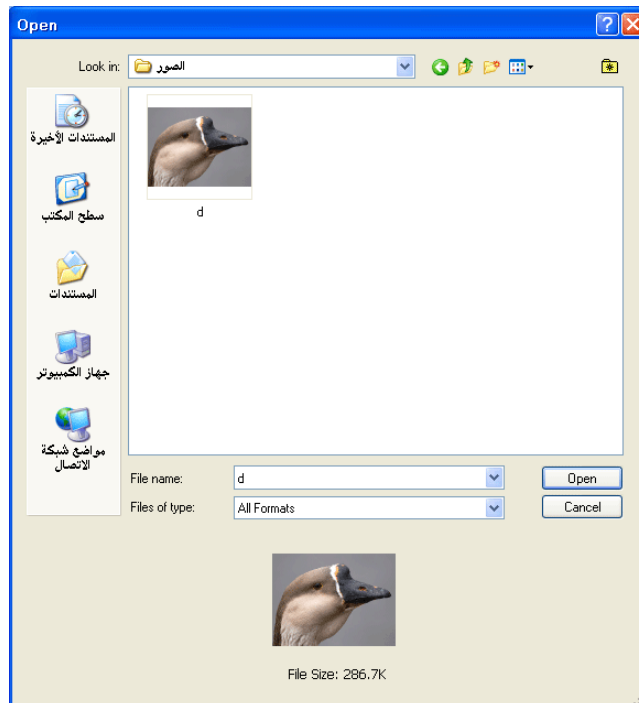 Open
Look in:
الصور
المستندات الأخيرة
سطح المكتب
المستندات
جهاز الكمبيوتر
مواضع شبكة
الاتصال
d
File name:
d
Open
Files of type:
All Formats
Cancel
File Size: 286.7K